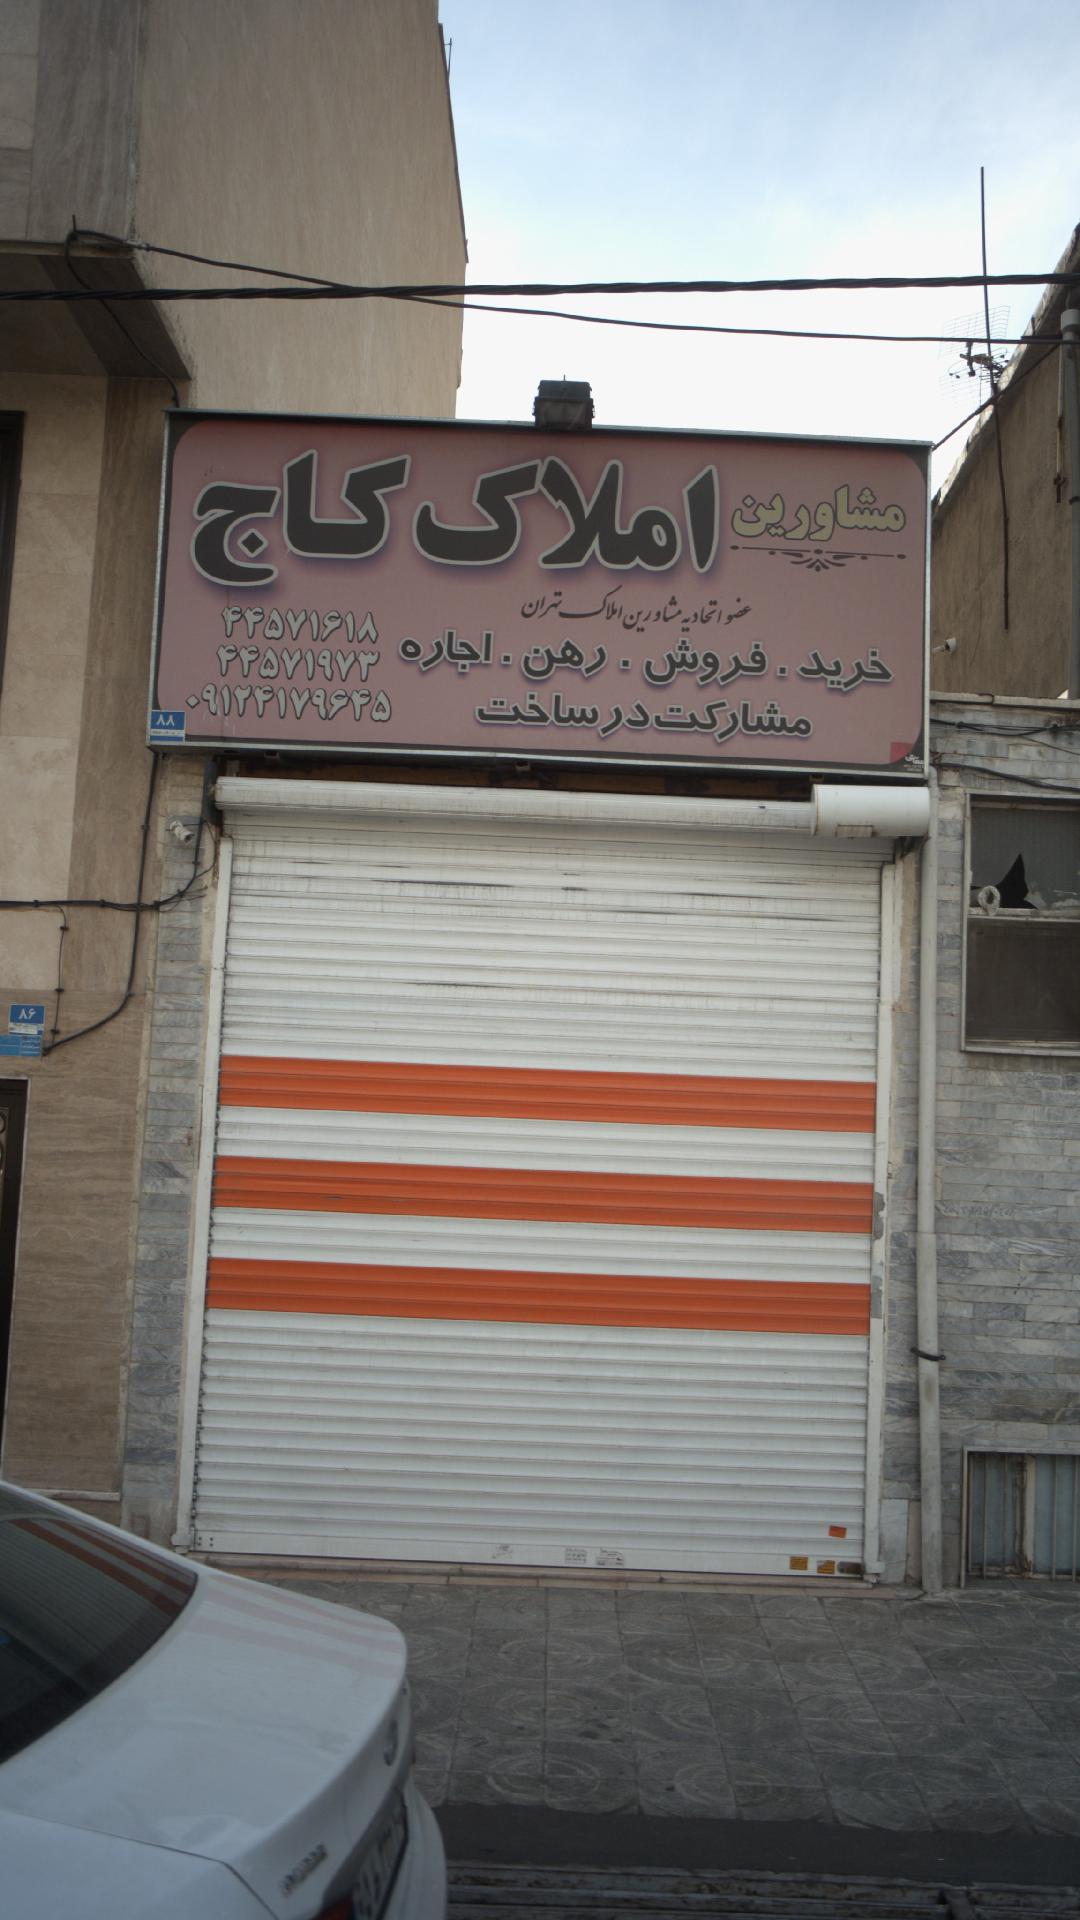 مشاورین املاک کاج
عضو اتحادیه مشاورین املاک تهران
خرید . فروش . رهن . اجاره
مشارکت در ساخت
۴۴۵۷۱۶۱۸
۴۴۵۷۱۹۷۳
۰۹۱۲۴۱۷۹۶۴۵
۸۸
۸۶